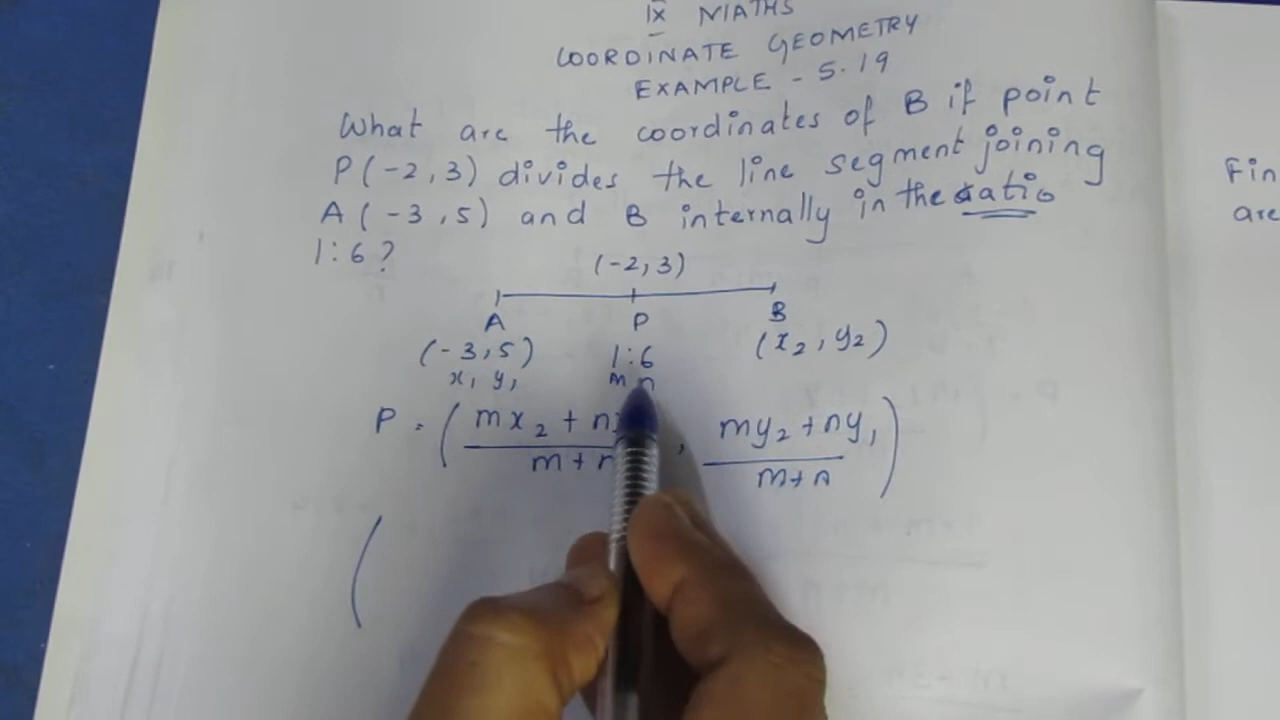 IX MATHS
COORDINATE GEOMETRY
EXAMPLE - 5.19
What are the coordinates of B if point
P(-2,3) divides the line segment joining
A(-3,5) and B internally in the ratio
1:6?
(-2,3)
A P B
(-3,5) 1:6 (x₂, y₂)
x₁ y₁ m n
P = ( mx₂ + n , my₂ + ny₁ )
m+n m+n
(
Fin
are